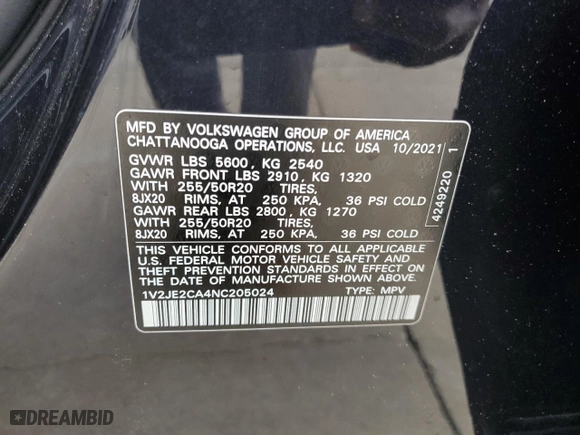 MFD BY VOLKSWAGEN GROUP OF AMERICA
CHATTANOOGA OPERATIONS, LLC. USA 10/2021
GVWR LBS 5600, KG 2540
GAWR FRONT LBS 2910, KG 1320
WITH 255/50R20 TIRES,
8JX20 RIMS, AT 250 KPA, 36 PSI COLD
GAWR REAR LBS 2800, KG 1270
WITH 255/50R20 TIRES,
8JX20 RIMS, AT 250 KPA, 36 PSI COLD
THIS VEHICLE CONFORMS TO ALL APPLICABLE
U.S. FEDERAL MOTOR VEHICLE SAFETY AND
THEFT PREVENTION STANDARDS IN EFFECT ON
THE DATE OF MANUFACTURE SHOWN ABOVE.
1V2JE2CA4NC205024 TYPE: MPV
4249220 1
DREAMBID